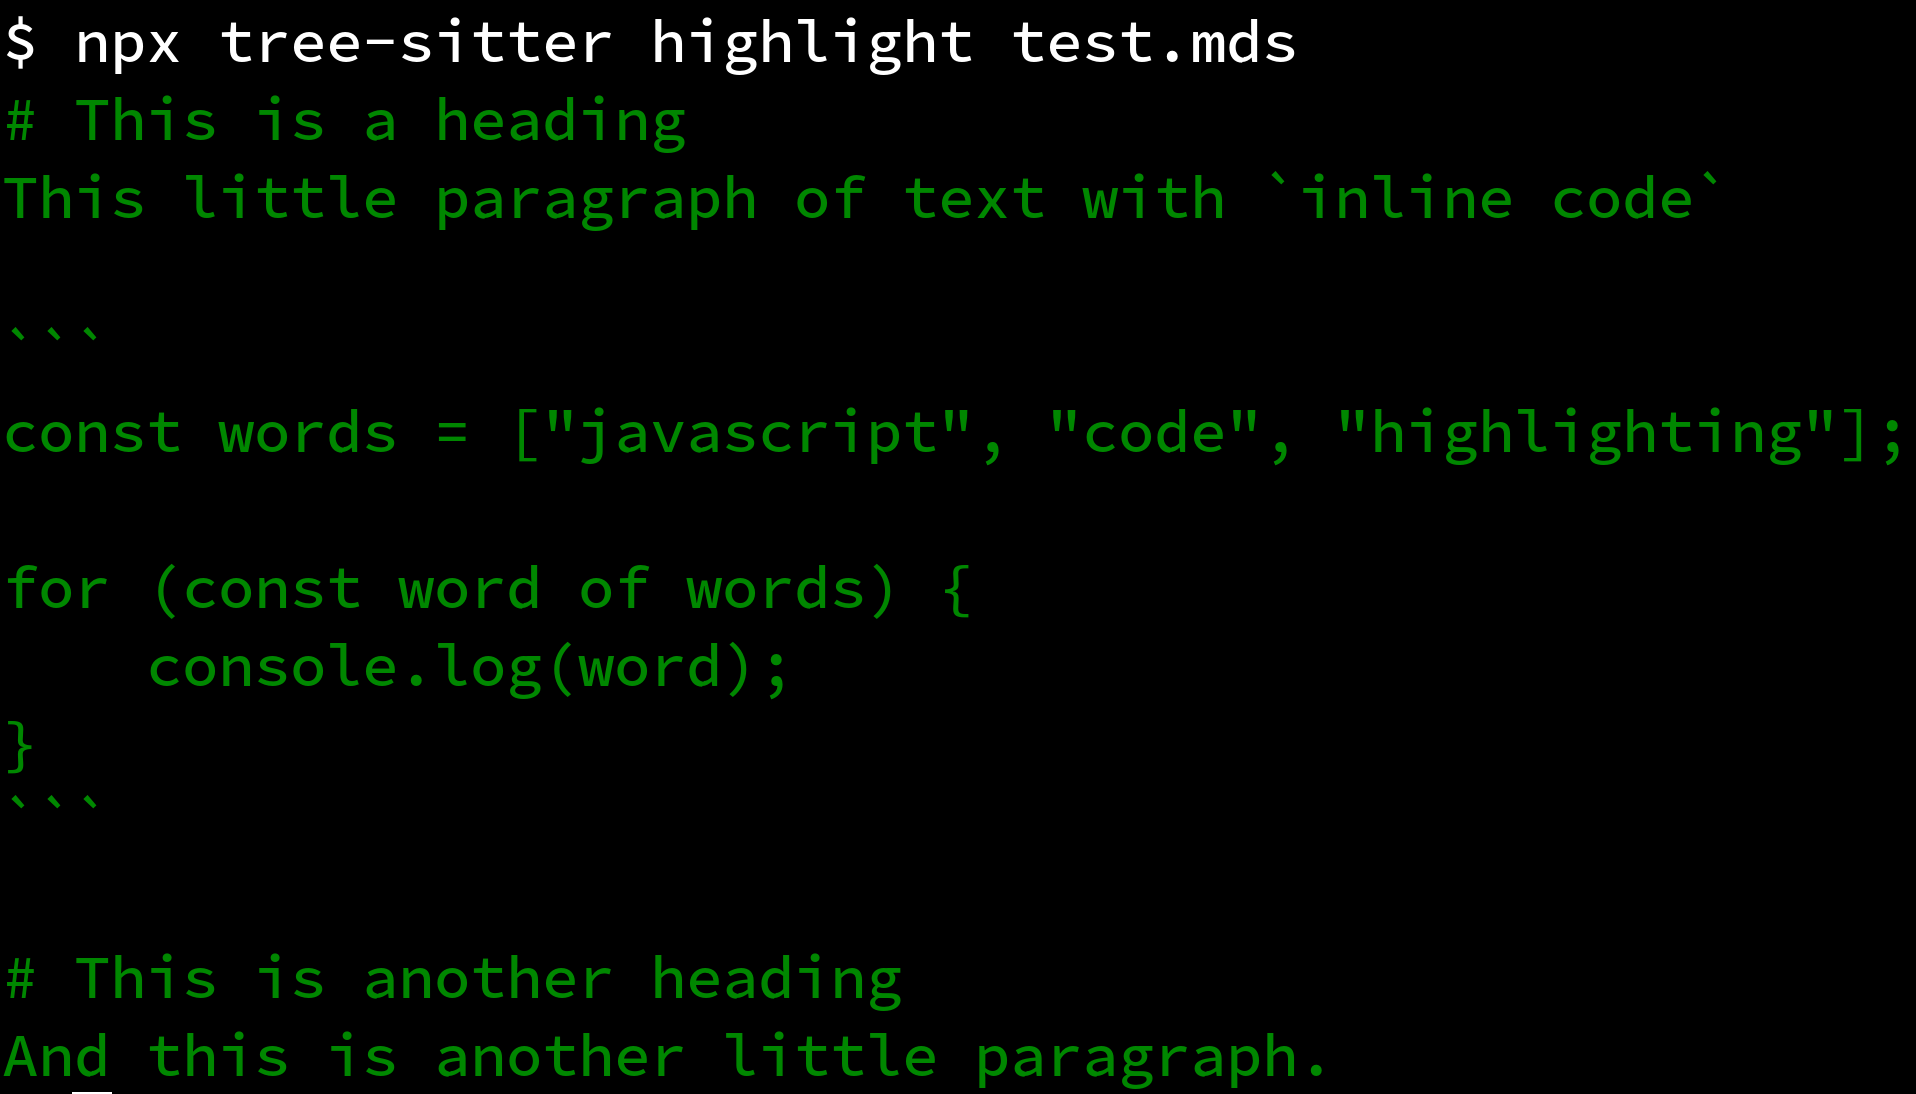 $ npx tree-sitter highlight test.mds
# This is a heading
This little paragraph of text with `inline code`
```
const words = ["javascript", "code", "highlighting"];
for (const word of words) {
    console.log(word);
}
```
# This is another heading
And this is another little paragraph.